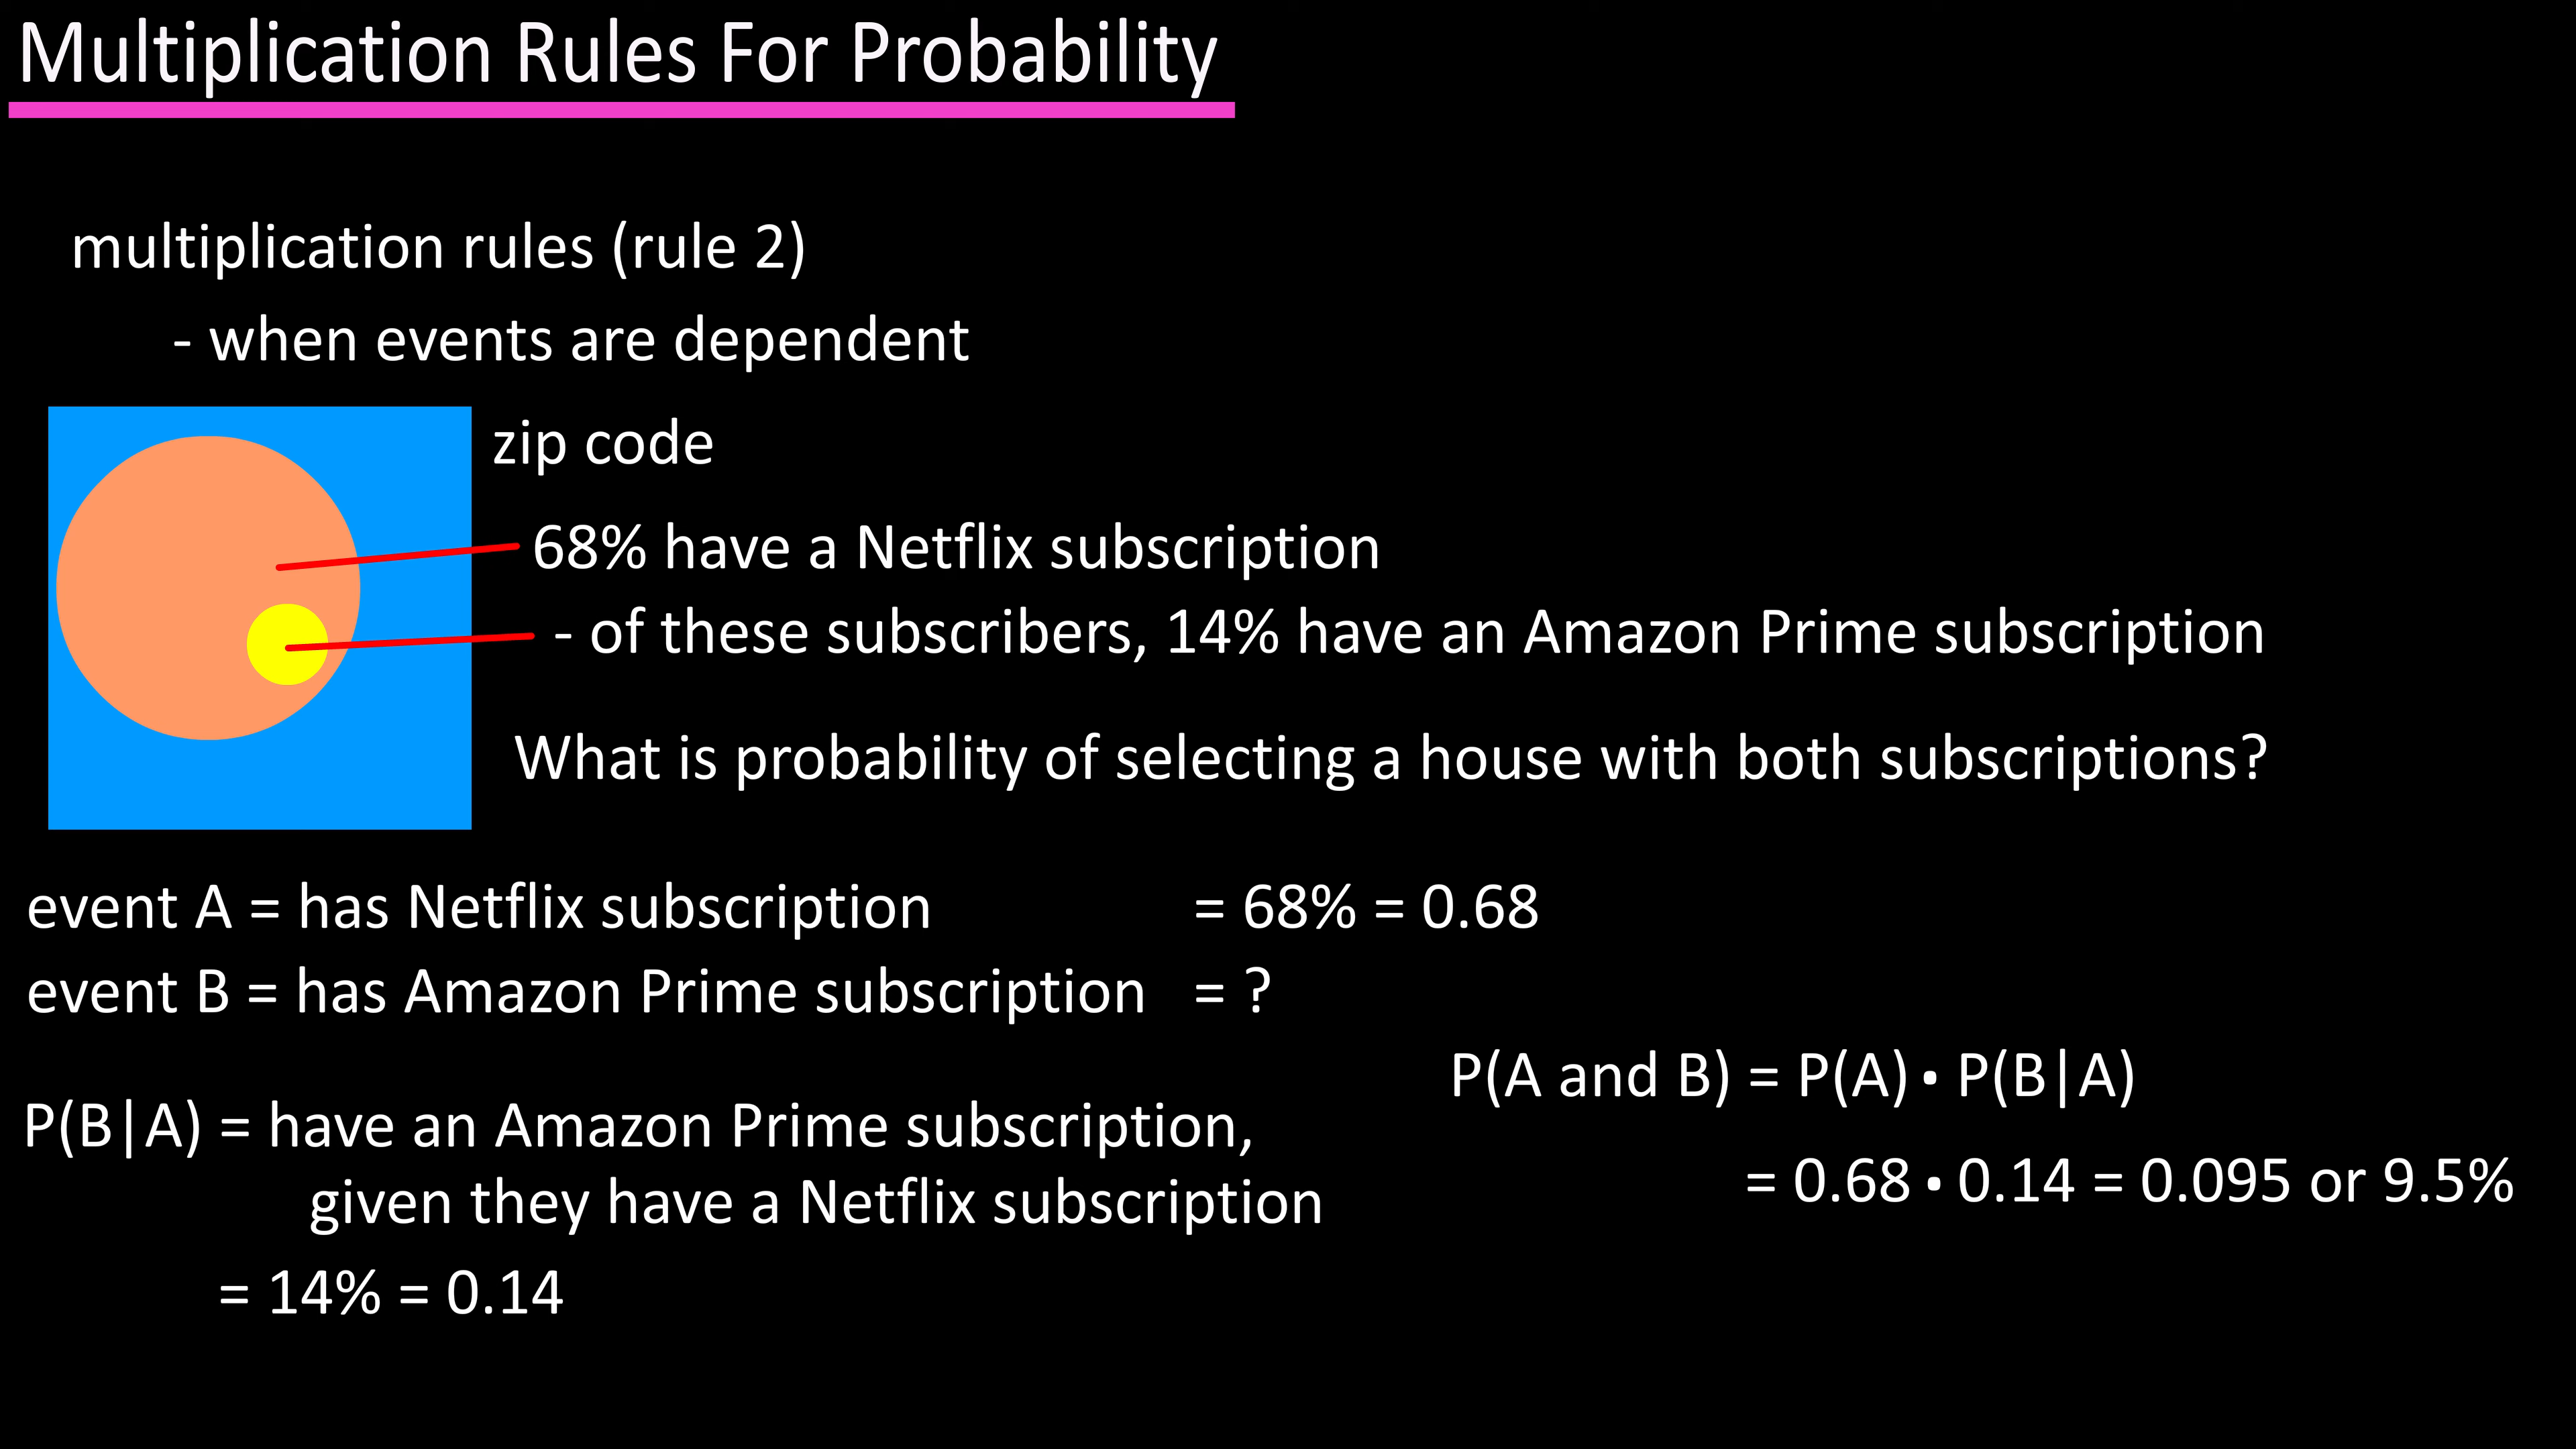 Multiplication Rules For Probability
multiplication rules (rule 2)
- when events are dependent
zip code
68% have a Netflix subscription
- of these subscribers, 14% have an Amazon Prime subscription
What is probability of selecting a house with both subscriptions?
event A = has Netflix subscription = 68% = 0.68
event B = has Amazon Prime subscription = ?
P(B|A) = have an Amazon Prime subscription,
given they have a Netflix subscription
= 14% = 0.14
P(A and B) = P(A) • P(B|A)
= 0.68 • 0.14 = 0.095 or 9.5%